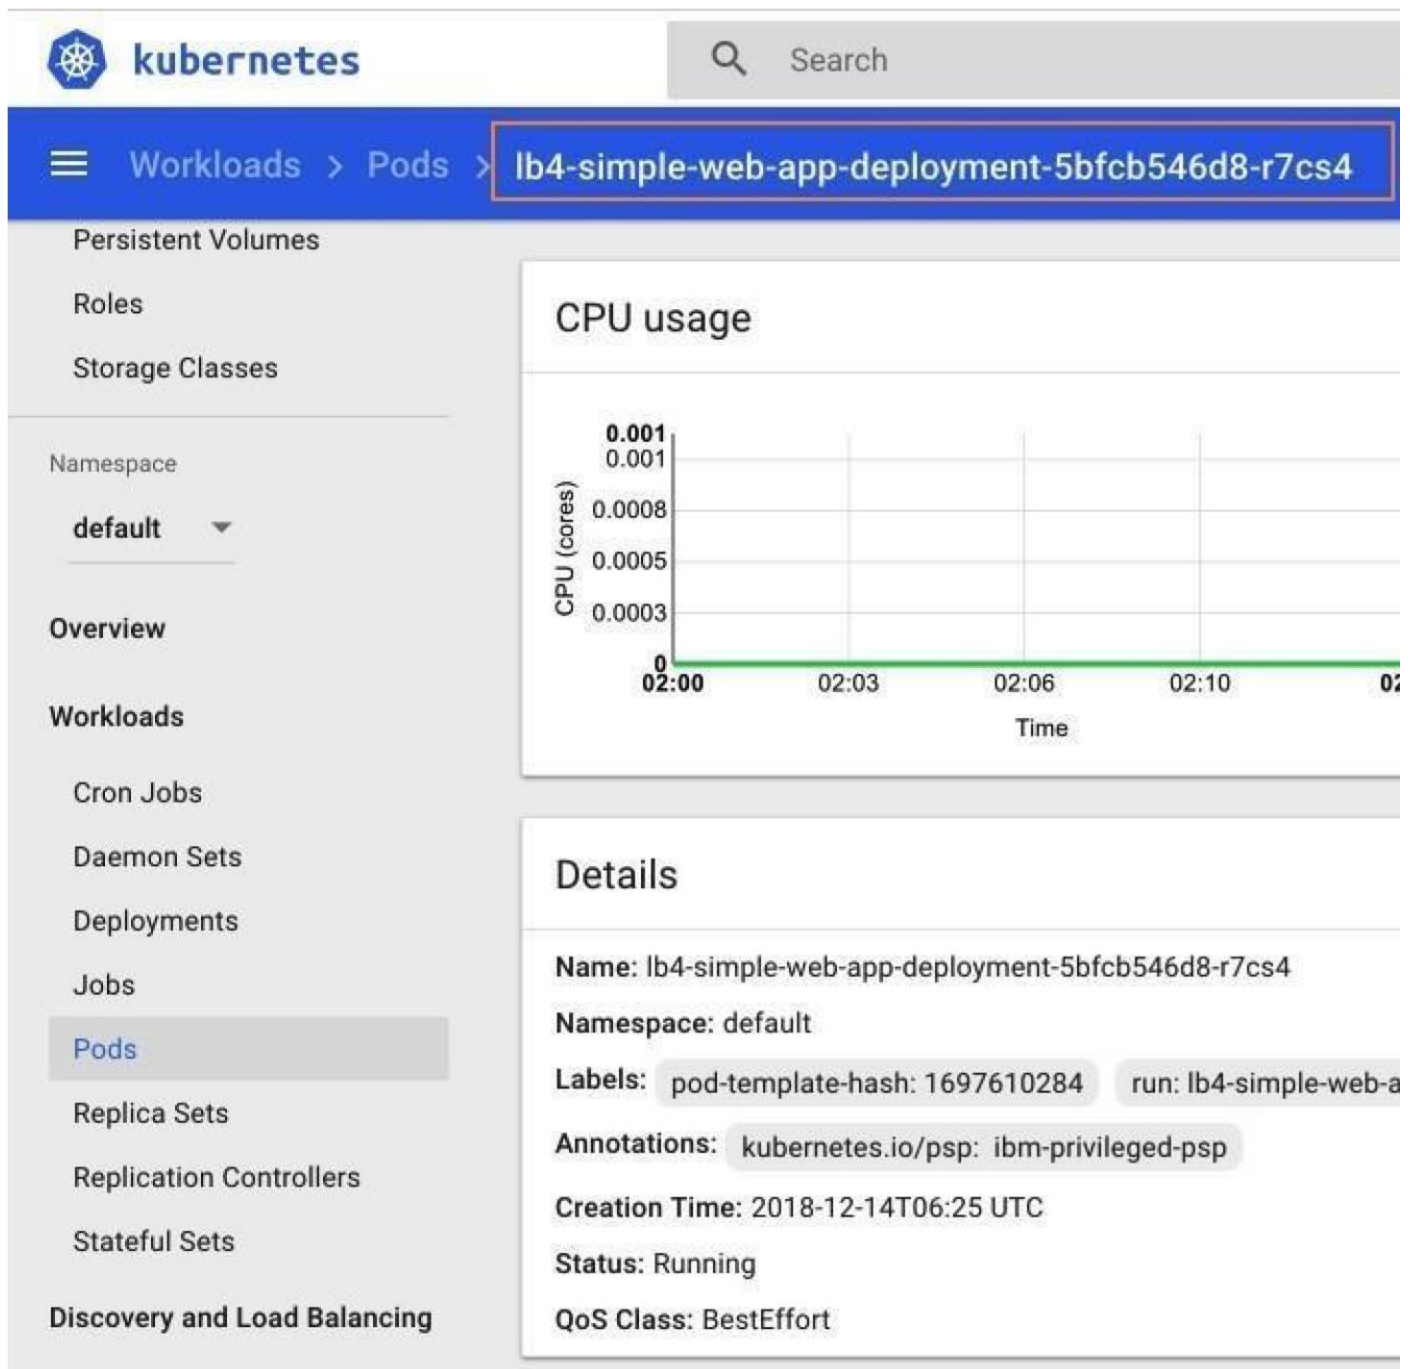 kubernetes
Search
Workloads > Pods > lb4-simple-web-app-deployment-5bfcb546d8-r7cs4
Persistent Volumes
Roles
Storage Classes
Namespace
default
Overview
Workloads
Cron Jobs
Daemon Sets
Deployments
Jobs
Pods
Replica Sets
Replication Controllers
Stateful Sets
Discovery and Load Balancing
CPU usage
CPU (cores)
0.001
0.001
0.0008
0.0005
0.0003
0
02:00 02:03 02:06 02:10 02
Time
Details
Name: lb4-simple-web-app-deployment-5bfcb546d8-r7cs4
Namespace: default
Labels: pod-template-hash: 1697610284 run: lb4-simple-web-a
Annotations: kubernetes.io/psp: ibm-privileged-psp
Creation Time: 2018-12-14T06:25 UTC
Status: Running
QoS Class: BestEffort